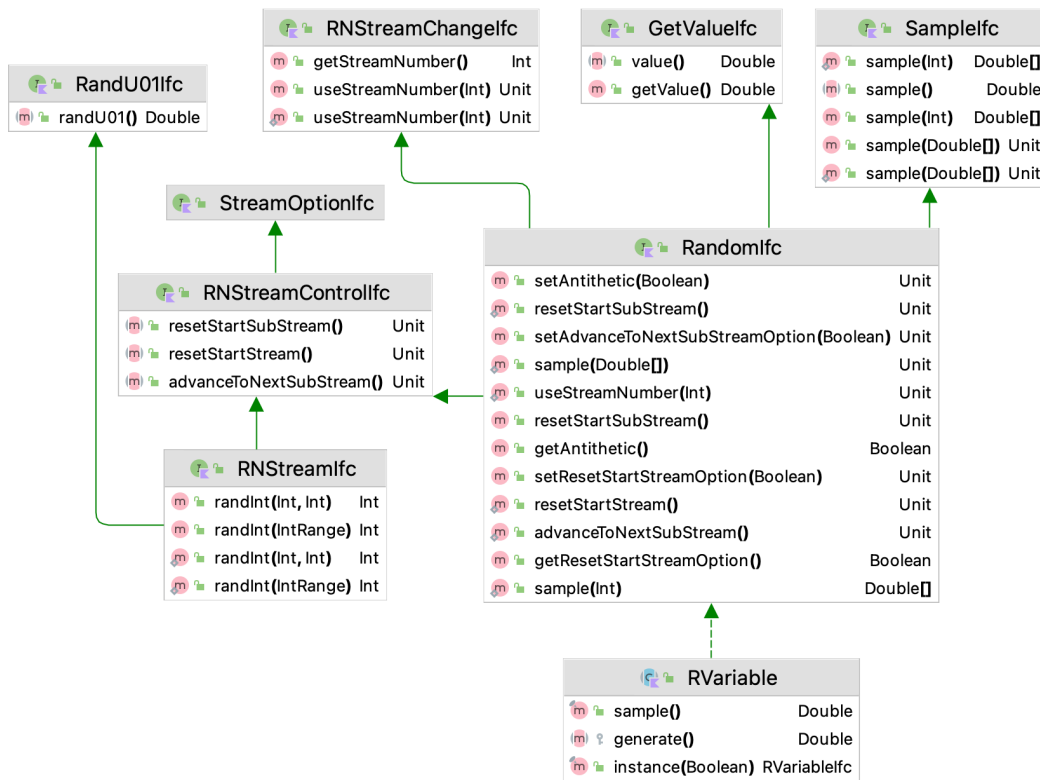 RandU01Ifc
randU01() Double
RNStreamChangeIfc
getStreamNumber() Int
useStreamNumber(Int) Unit
useStreamNumber(Int) Unit
GetValueIfc
value() Double
getValue() Double
SampleIfc
sample(Int) Double[]
sample() Double
sample(Int) Double[]
sample(Double[]) Unit
sample(Double[]) Unit
StreamOptionIfc
RNStreamControlIfc
resetStartSubStream() Unit
resetStartStream() Unit
advanceToNextSubStream() Unit
RNStreamIfc
randInt(Int, Int) Int
randInt(IntRange) Int
randInt(Int, Int) Int
randInt(IntRange) Int
RandomIfc
setAntithetic(Boolean) Unit
resetStartSubStream() Unit
setAdvanceToNextSubStreamOption(Boolean) Unit
sample(Double[]) Unit
useStreamNumber(Int) Unit
resetStartSubStream() Unit
getAntithetic() Boolean
setResetStartStreamOption(Boolean) Unit
resetStartStream() Unit
advanceToNextSubStream() Unit
getResetStartStreamOption() Boolean
sample(Int) Double[]
RVariable
sample() Double
generate() Double
instance(Boolean) RVariableIfc